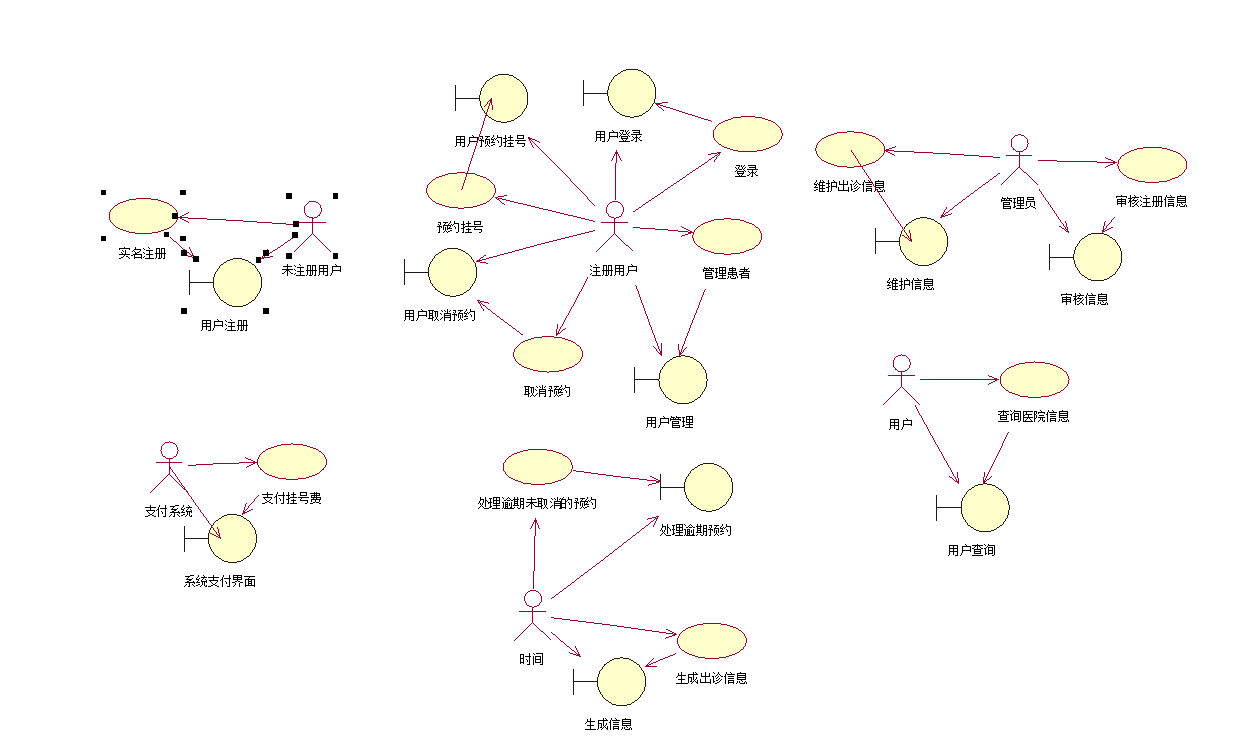 用户预约挂号
用户登录
登录
维护出诊信息
管理员
审核注册信息
预约挂号
实名注册
未注册用户
注册用户
管理患者
用户注册
用户取消预约
维护信息
审核信息
取消预约
用户管理
用户
查询医院信息
支付系统
支付挂号费
处理逾期未取消的预约
处理逾期预约
用户查询
系统支付界面
时间
生成出诊信息
生成信息